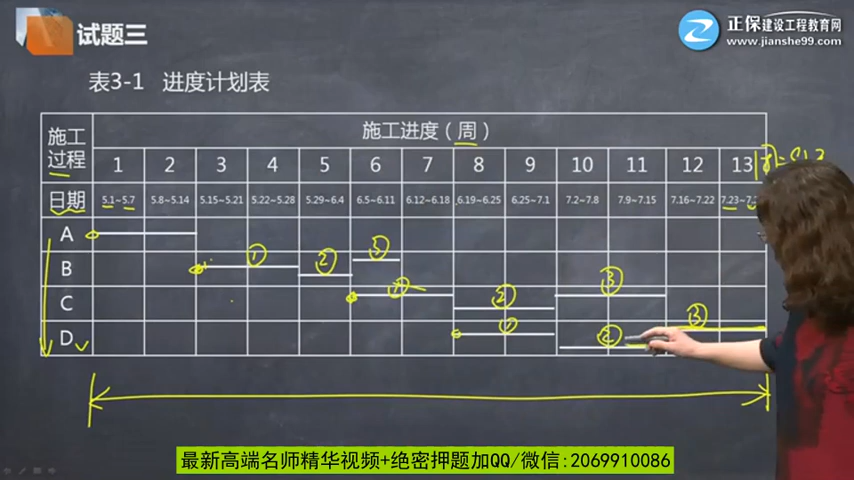 试题三
正保建设工程教育网
www.jianshe99.com
表3-1 进度计划表
施工过程 施工进度（周）
1 2 3 4 5 6 7 8 9 10 11 12 13
日期 5.1~5.7 5.8~5.14 5.15~5.21 5.22~5.28 5.29~6.4 6.5~6.11 6.12~6.18 6.19~6.25 6.25~7.1 7.2~7.8 7.9~7.15 7.16~7.22 7.23~7.
A
B ① ② ③
C ① ② ③
D ① ② ③
最新高端名师精华视频+绝密押题加QQ/微信:2069910086